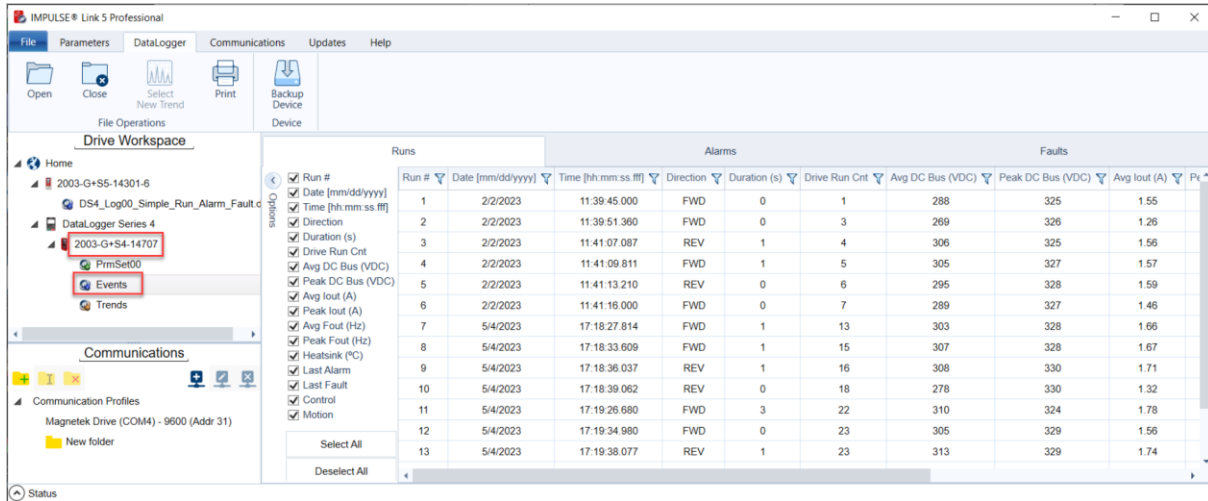 IMPULSE® Link 5 Professional
File Parameters DataLogger Communications Updates Help
Open Close Select New Trend Print Backup Device
File Operations Device
Drive Workspace
Home
2003-G+S5-14301-6
DS4_Log00_Simple_Run_Alarm_Fault.d
DataLogger Series 4
2003-G+S4-14707
PrmSet00
Events
Trends
Communications
Communication Profiles
Magnetek Drive (COM4) - 9600 (Addr 31)
New folder
Options
Run #
Date [mm/dd/yyyy]
Time [hh:mm:ss.fff]
Direction
Duration (s)
Drive Run Cnt
Avg DC Bus (VDC)
Peak DC Bus (VDC)
Avg Iout (A)
Peak Iout (A)
Avg Fout (Hz)
Peak Fout (Hz)
Heatsink (ºC)
Last Alarm
Last Fault
Control
Motion
Select All
Deselect All
Runs Alarms Faults
Run # Date [mm/dd/yyyy] Time [hh:mm:ss.fff] Direction Duration (s) Drive Run Cnt Avg DC Bus (VDC) Peak DC Bus (VDC) Avg Iout (A) Pe
1 2/2/2023 11:39:45.000 FWD 0 1 288 325 1.55
2 2/2/2023 11:39:51.360 FWD 0 3 269 326 1.26
3 2/2/2023 11:41:07.087 REV 1 4 306 325 1.56
4 2/2/2023 11:41:09.811 FWD 1 5 305 327 1.57
5 2/2/2023 11:41:13.210 REV 0 6 295 328 1.59
6 2/2/2023 11:41:16.000 FWD 0 7 289 327 1.46
7 5/4/2023 17:18:27.814 FWD 1 13 303 328 1.66
8 5/4/2023 17:18:33.609 FWD 1 15 307 328 1.67
9 5/4/2023 17:18:36.037 REV 1 16 308 330 1.71
10 5/4/2023 17:18:39.062 REV 0 18 278 330 1.32
11 5/4/2023 17:19:26.680 FWD 3 22 310 324 1.78
12 5/4/2023 17:19:34.980 FWD 0 23 305 329 1.56
13 5/4/2023 17:19:38.077 REV 1 23 313 329 1.74
Status